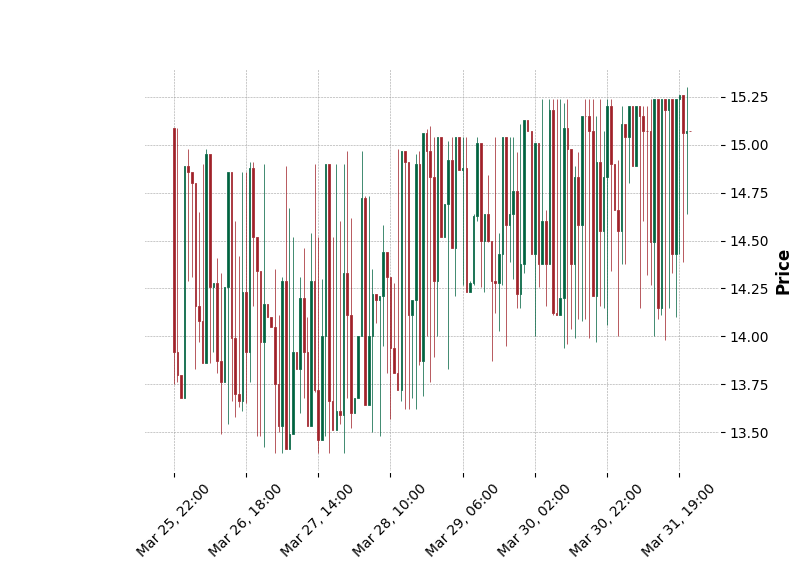 15.25
15.00
14.75
14.50
14.25
14.00
13.75
13.50
Price
Mar 25, 22:00
Mar 26, 18:00
Mar 27, 14:00
Mar 28, 10:00
Mar 29, 06:00
Mar 30, 02:00
Mar 30, 22:00
Mar 31, 19:00